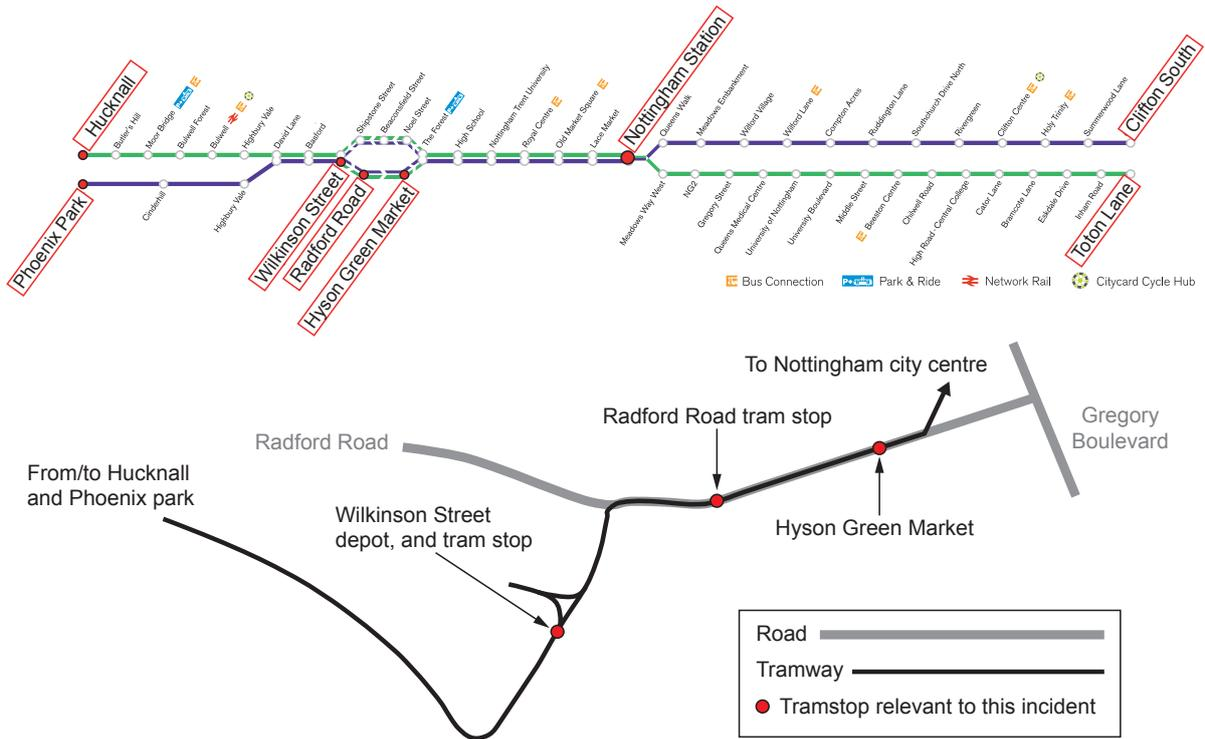 Hucknall
Butler's Hill
Moor Bridge
Bulwell Forest
Bulwell
Highbury Vale
David Lane
Basford
Shipstone Street
Beaconsfield Street
Noel Street
The Forest
High School
Nottingham Trent University
Royal Centre
Old Market Square
Lace Market
Nottingham Station
Queens Walk
Meadows Embankment
Wilford Village
Wilford Lane
Compton Acres
Ruddington Lane
Southchurch Drive North
Rivergreen
Clifton Centre
Holy Trinity
Summerwood Lane
Clifton South
Phoenix Park
Cinderhill
Highbury Vale
Wilkinson Street
Radford Road
Hyson Green Market
Meadows Way West
NG2
Gregory Street
Queens Medical Centre
University of Nottingham
University Boulevard
Middle Street
Beeston Centre
Chilwell Road
High Road - Central College
Cator Lane
Bramcote Lane
Eskdale Drive
Inham Road
Toton Lane
Bus Connection
P+ Park & Ride
Network Rail
Citycard Cycle Hub
To Nottingham city centre
Radford Road tram stop
Radford Road
Gregory
Boulevard
From/to Hucknall
and Phoenix park
Wilkinson Street
depot, and tram stop
Hyson Green Market
Road
Tramway
Tramstop relevant to this incident